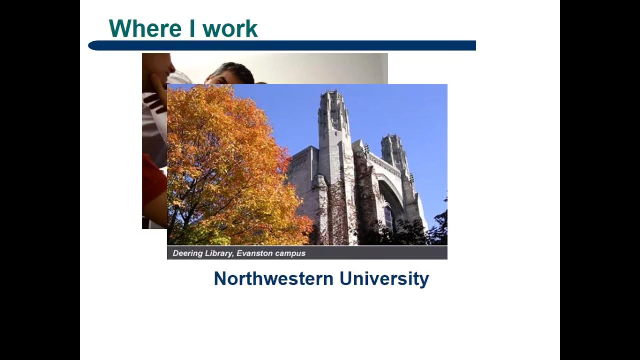 Where I work
Deering Library, Evanston campus
Northwestern University